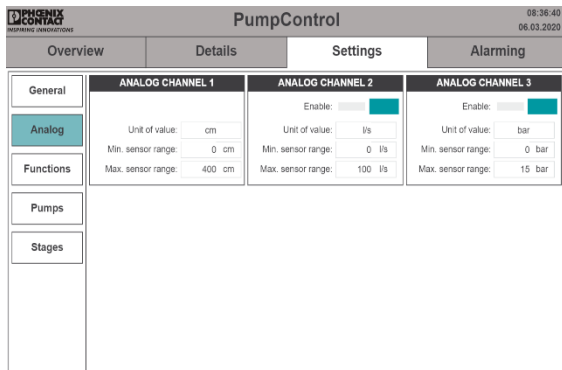 PHŒNIX
CONTACT
INSPIRING INNOVATIONS
PumpControl
08:36:40
06.03.2020
Overview Details Settings Alarming
General
Analog
Functions
Pumps
Stages
ANALOG CHANNEL 1
Unit of value: cm
Min. sensor range: 0 cm
Max. sensor range: 400 cm
ANALOG CHANNEL 2
Enable:
Unit of value: l/s
Min. sensor range: 0 l/s
Max. sensor range: 100 l/s
ANALOG CHANNEL 3
Enable:
Unit of value: bar
Min. sensor range: 0 bar
Max. sensor range: 15 bar